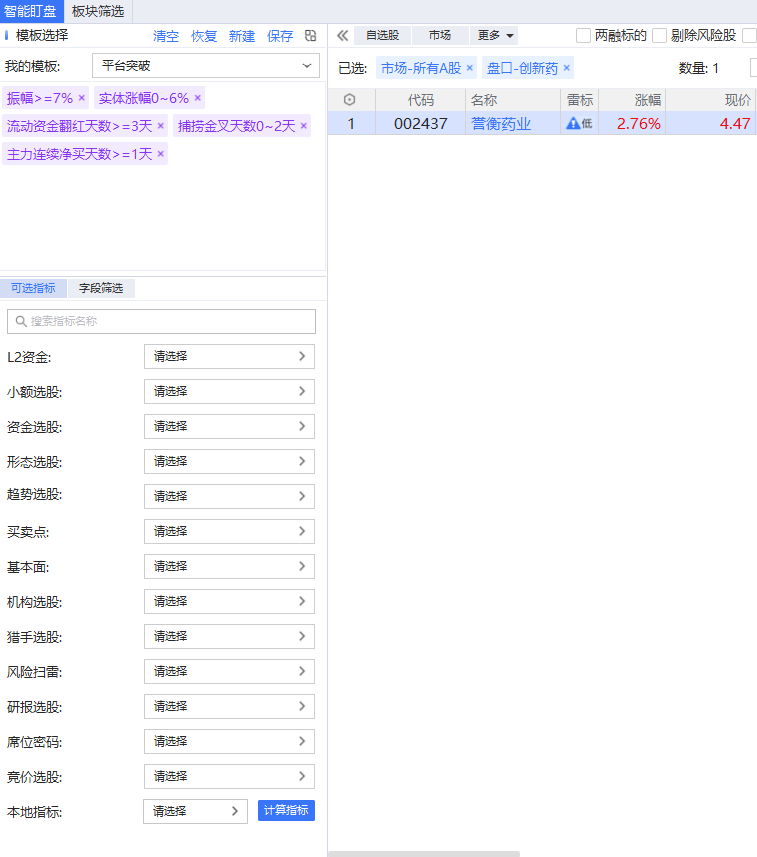 智能盯盘 板块筛选
模板选择 清空 恢复 新建 保存
我的模板: 平台突破
振幅>=7% × 实体涨幅0~6% ×
流动资金翻红天数>=3天 × 捕捞金叉天数0~2天 ×
主力连续净买天数>=1天 ×
可选指标 字段筛选
搜索指标名称
L2资金: 请选择
小额选股: 请选择
资金选股: 请选择
形态选股: 请选择
趋势选股: 请选择
买卖点: 请选择
基本面: 请选择
机构选股: 请选择
猎手选股: 请选择
风险扫雷: 请选择
研报选股: 请选择
席位密码: 请选择
竞价选股: 请选择
本地指标: 请选择 计算指标
自选股 市场 更多 两融标的 剔除风险股
已选: 市场-所有A股 × 盘口-创新药 × 数量: 1
代码 名称 雷标 涨幅 现价
1 002437 誉衡药业 低 2.76% 4.47